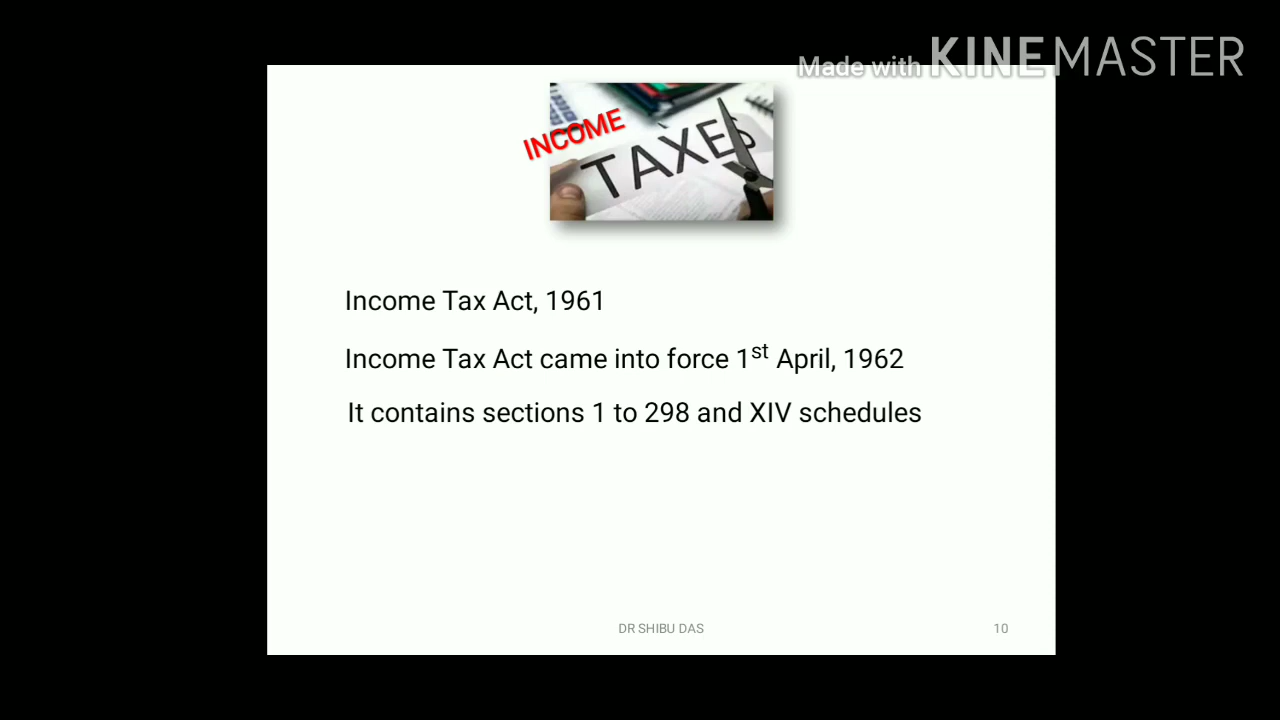 Made with KINEMASTER
INCOME
TAXES
Income Tax Act, 1961
Income Tax Act came into force 1st April, 1962
It contains sections 1 to 298 and XIV schedules
DR SHIBU DAS
10